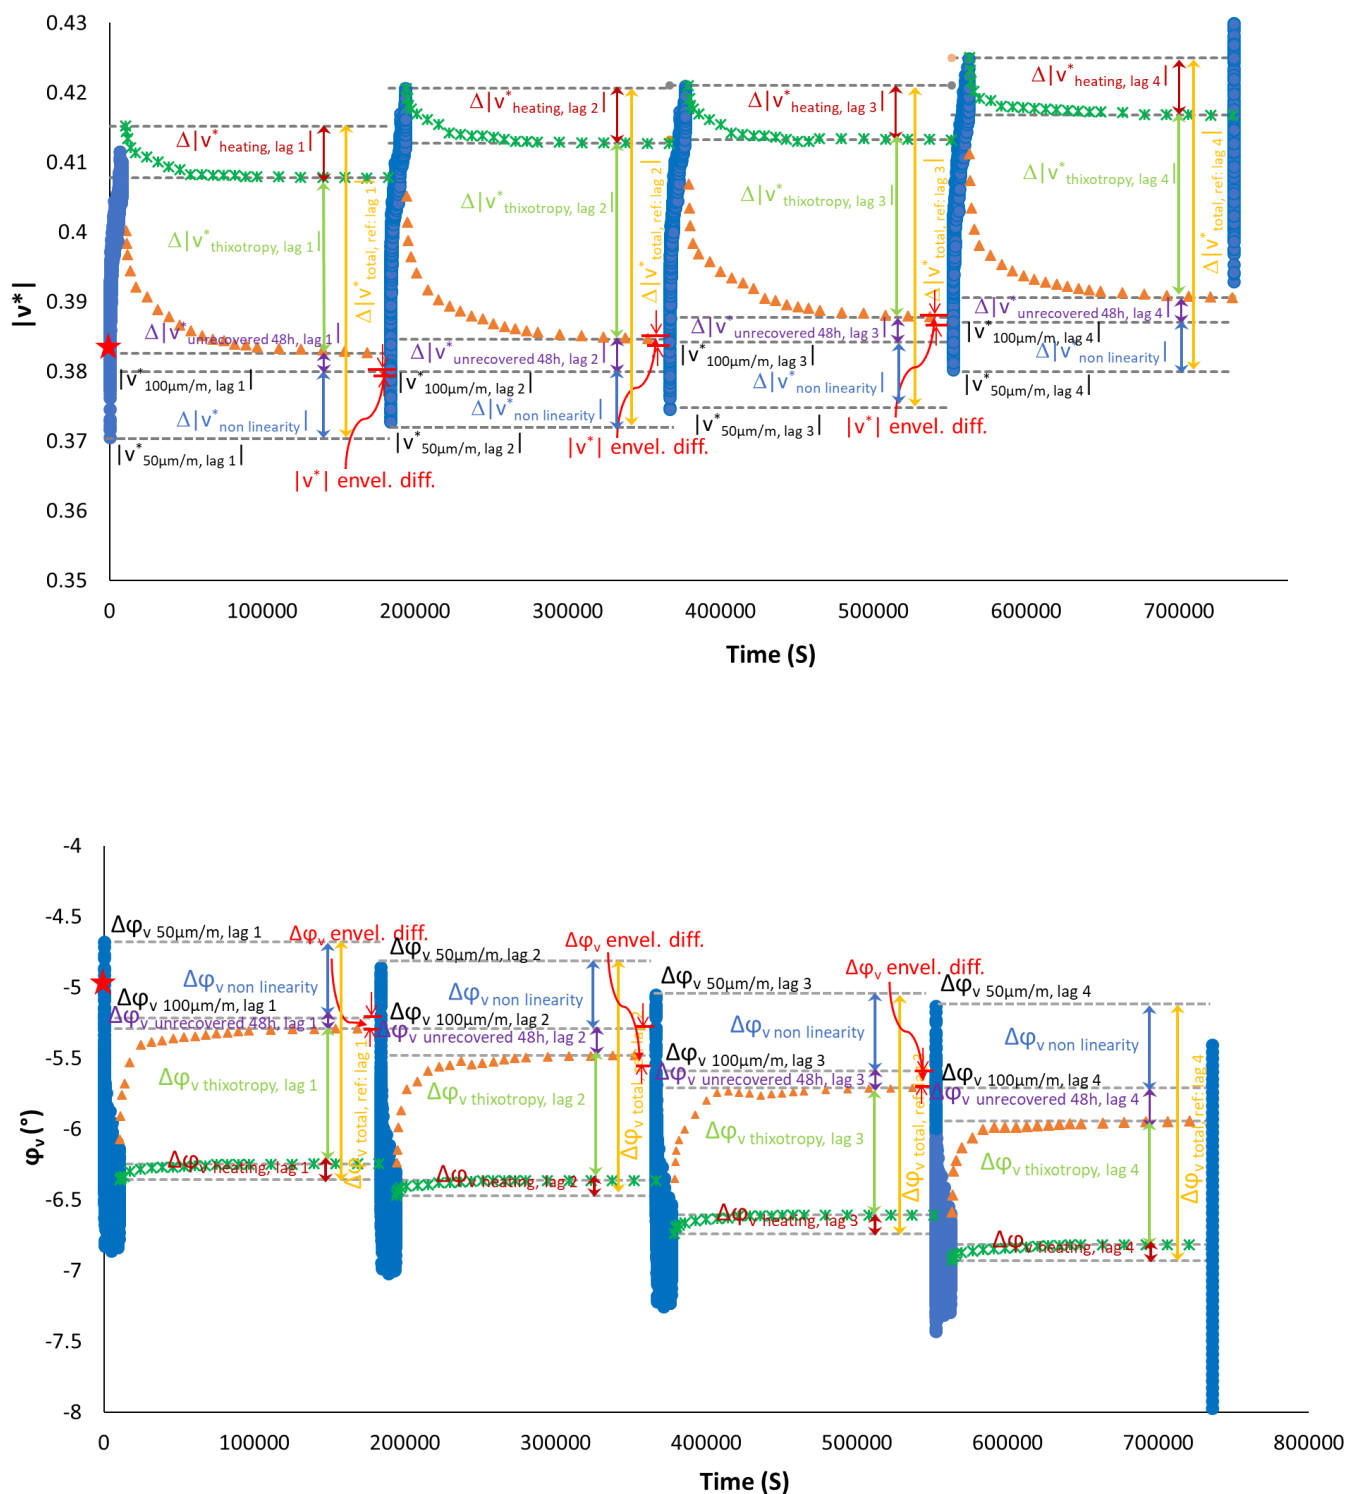 0.43
0.42
0.41
0.4
0.39
0.38
0.37
0.36
0.35
|v*|
0
100000
200000
300000
400000
500000
600000
700000
Time (S)
Δ|v*heating, lag 1|
Δ|v*thixotropy, lag 1|
Δ|v*unrecovered 48h, lag 1|
|v*100μm/m, lag 1|
Δ|v*non linearity|
|v*50μm/m, lag 1|
Δ|v*total, ref: lag 1|
|v*| envel. diff.
Δ|v*heating, lag 2|
Δ|v*thixotropy, lag 2|
Δ|v*unrecovered 48h, lag 2|
|v*100μm/m, lag 2|
Δ|v*non linearity|
|v*50μm/m, lag 2|
Δ|v*total, ref: lag 2|
|v*| envel. diff.
Δ|v*heating, lag 3|
Δ|v*thixotropy, lag 3|
Δ|v*unrecovered 48h, lag 3|
|v*100μm/m, lag 3|
Δ|v*non linearity|
|v*50μm/m, lag 3|
Δ|v*total, ref: lag 3|
|v*| envel. diff.
Δ|v*heating, lag 4|
Δ|v*thixotropy, lag 4|
Δ|v*unrecovered 48h, lag 4|
|v*100μm/m, lag 4|
Δ|v*non linearity|
|v*50μm/m, lag 4|
Δ|v*total, ref: lag 4|
-4
-4.5
-5
-5.5
-6
-6.5
-7
-7.5
-8
φv (°)
0
100000
200000
300000
400000
500000
600000
700000
800000
Time (S)
Δφv 50μm/m, lag 1
Δφv envel. diff.
Δφv non linearity
Δφv 100μm/m, lag 1
Δφv unrecovered 48h, lag 1
Δφv thixotropy, lag 1
Δφv heating, lag 1
Δφv total, ref: lag 1
Δφv 50μm/m, lag 2
Δφv envel. diff.
Δφv non linearity
Δφv 100μm/m, lag 2
Δφv unrecovered 48h, lag 2
Δφv thixotropy, lag 2
Δφv heating, lag 2
Δφv total,
Δφv 50μm/m, lag 3
Δφv envel. diff.
Δφv non linearity
Δφv 100μm/m, lag 3
Δφv unrecovered 48h, lag 3
Δφv thixotropy, lag 3
Δφv heating, lag 3
Δφv total, ref: lag 3
Δφv 50μm/m, lag 4
Δφv non linearity
Δφv 100μm/m, lag 4
Δφv unrecovered 48h, lag 4
Δφv thixotropy, lag 4
Δφv heating, lag 4
Δφv total, ref: lag 4